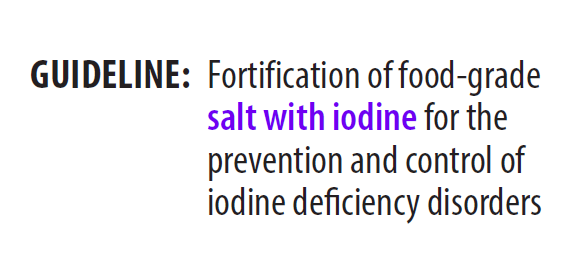 GUIDELINE: Fortification of food-grade
salt with iodine for the
prevention and control of
iodine deficiency disorders